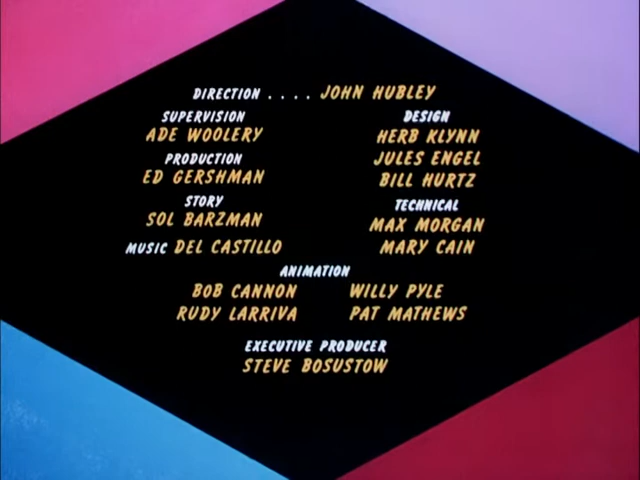 DIRECTION . . . . JOHN HUBLEY
SUPERVISION
ADE WOOLERY
PRODUCTION
ED GERSHMAN
STORY
SOL BARZMAN
MUSIC DEL CASTILLO
DESIGN
HERB KLYNN
JULES ENGEL
BILL HURTZ
TECHNICAL
MAX MORGAN
MARY CAIN
ANIMATION
BOB CANNON WILLY PYLE
RUDY LARRIVA PAT MATHEWS
EXECUTIVE PRODUCER
STEVE BOSUSTOW